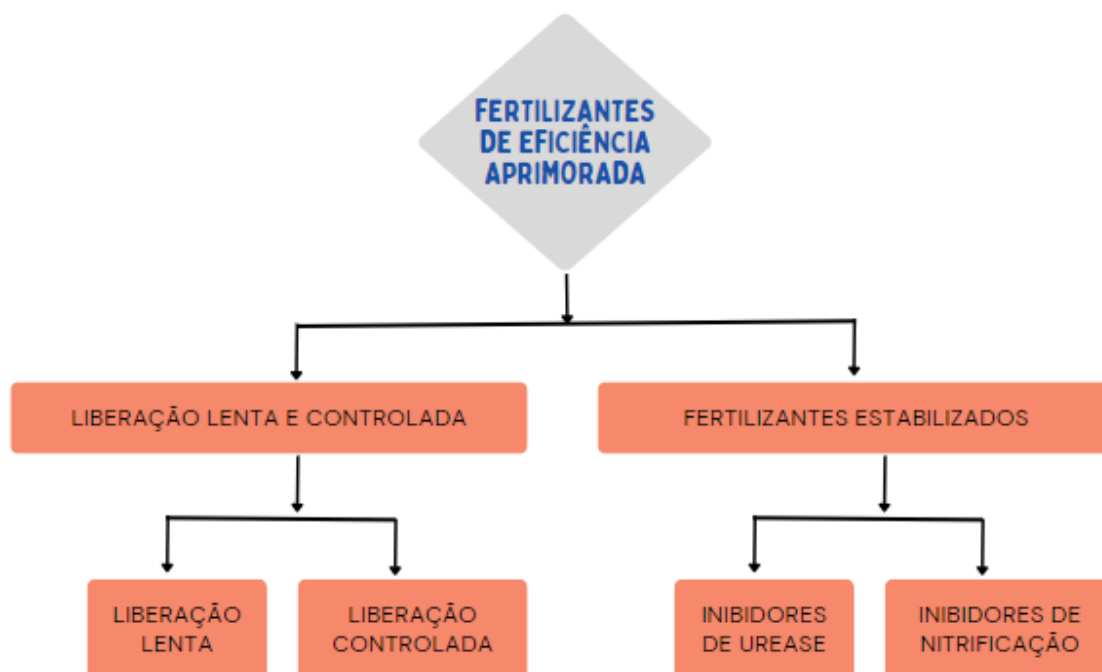 FERTILIZANTES
DE EFICIÊNCIA
APRIMORADA
LIBERAÇÃO LENTA E CONTROLADA
FERTILIZANTES ESTABILIZADOS
LIBERAÇÃO
LENTA
LIBERAÇÃO
CONTROLADA
INIBIDORES
DE UREASE
INIBIDORES DE
NITRIFICAÇÃO